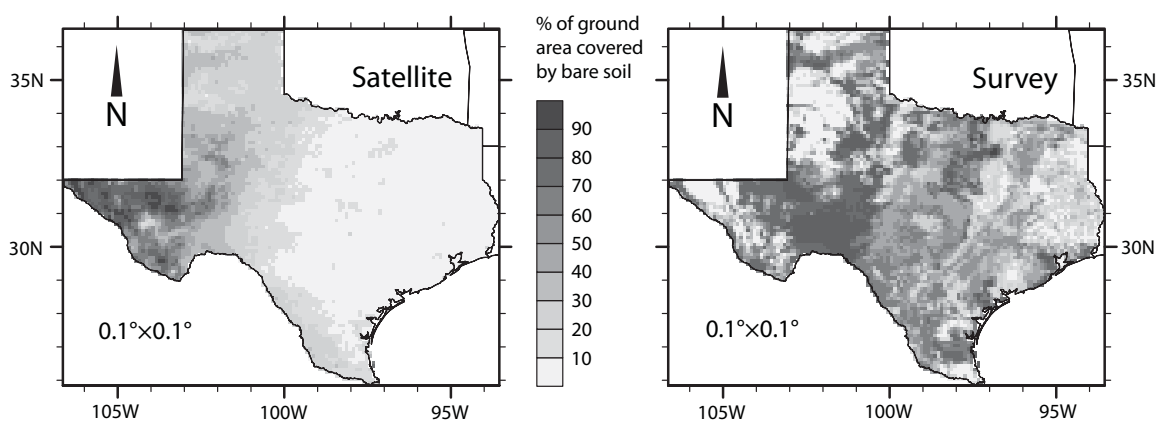 % of ground
area covered
by bare soil
35N
N
Satellite
30N
0.1°×0.1°
105W
100W
95W
90
80
70
60
50
40
30
20
10
N
Survey
35N
30N
0.1°×0.1°
105W
100W
95W